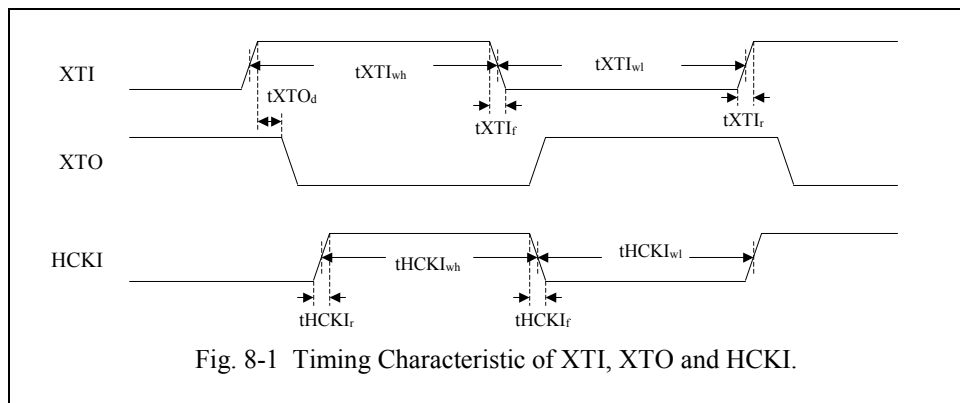 XTI
tXTIwh
tXTIwl
tXTOd
tXTIf
tXTIr
XTO
HCKI
tHCKIwh
tHCKIwl
tHCKIr
tHCKIf
Fig. 8-1 Timing Characteristic of XTI, XTO and HCKI.